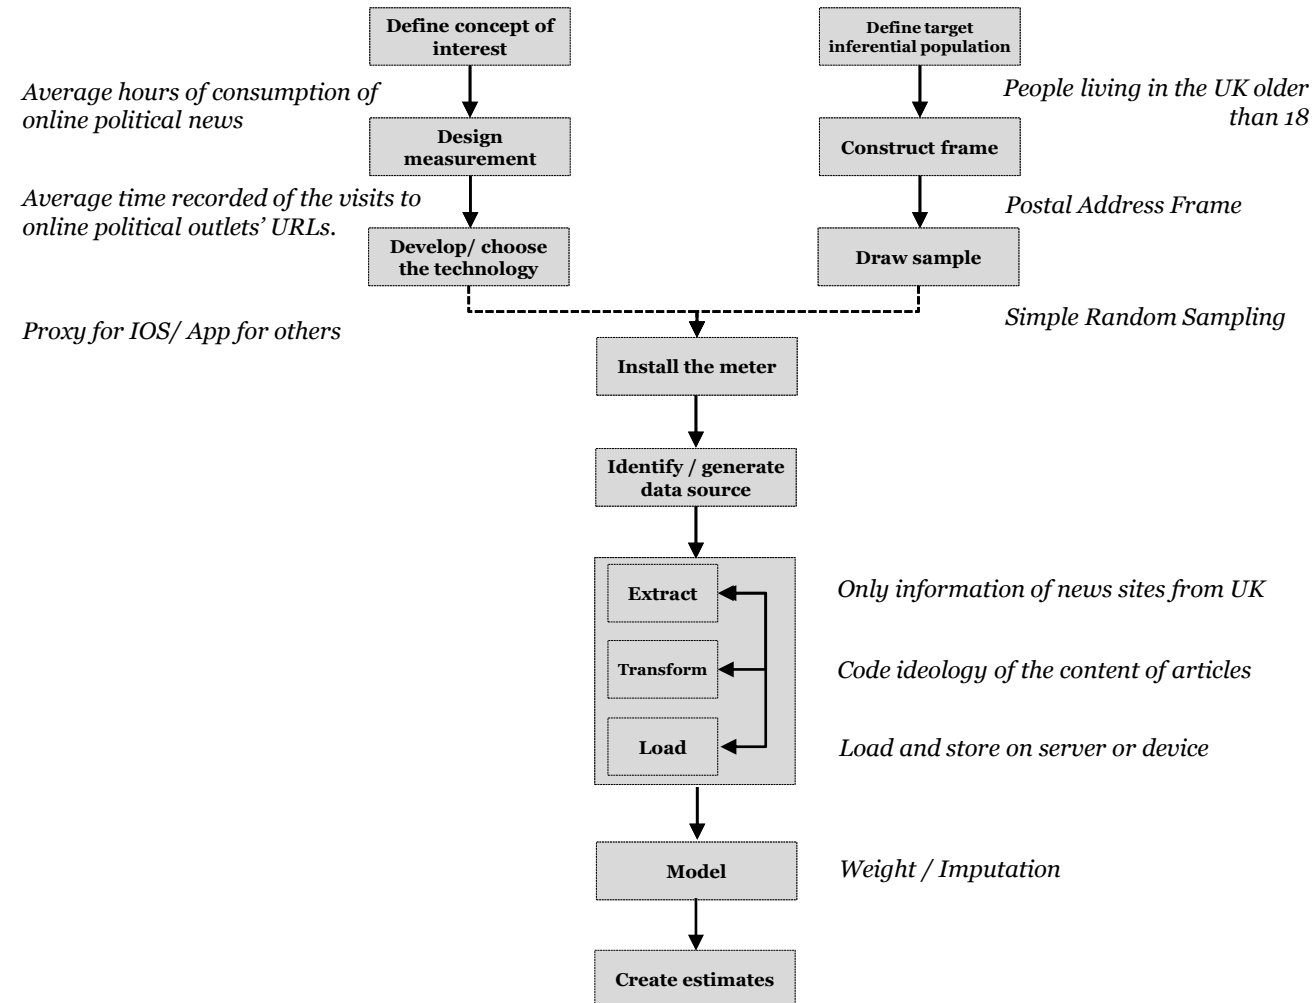 Define concept of
interest
Define target
inferential population
Average hours of consumption of
online political news
People living in the UK older
than 18
Design
measurement
Construct frame
Average time recorded of the visits to
online political outlets’ URLs.
Postal Address Frame
Develop/ choose
the technology
Draw sample
Proxy for IOS/ App for others
Simple Random Sampling
Install the meter
Identify / generate
data source
Extract
Only information of news sites from UK
Transform
Code ideology of the content of articles
Load
Load and store on server or device
Model
Weight / Imputation
Create estimates